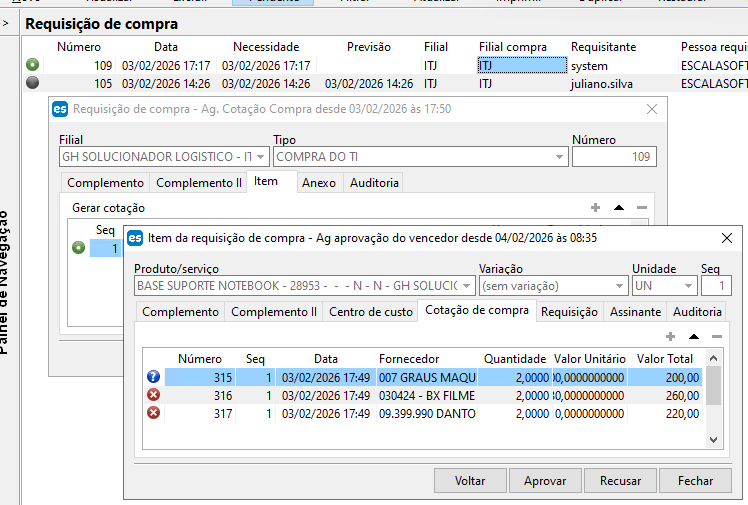 Requisição de compra
Número Data Necessidade Previsão Filial Filial compra Requisitante Pessoa requi
109 03/02/2026 17:17 03/02/2026 17:17 ITJ ITJ system ESCALASOFT
105 03/02/2026 14:26 03/02/2026 14:26 03/02/2026 14:26 ITJ ITJ juliano.silva ESCALASOFT
Painel de Navegação
es Requisição de compra - Ag. Cotação Compra desde 03/02/2026 às 17:50
Filial Tipo Número
GH SOLUCIONADOR LOGISTICO - IT COMPRA DO TI 109
Complemento Complemento II Item Anexo Auditoria
Gerar cotação
Seq
1
es Item da requisição de compra - Ag aprovação do vencedor desde 04/02/2026 às 08:35
Produto/serviço Variação Unidade Seq
BASE SUPORTE NOTEBOOK - 28953 - - - N - N - GH SOLUCIO (sem variação) UN 1
Complemento Complemento II Centro de custo Cotação de compra Requisição Assinante Auditoria
Número Seq Data Fornecedor Quantidade Valor Unitário Valor Total
315 1 03/02/2026 17:49 007 GRAUS MAQU 2,0000 00,0000000000 200,00
316 1 03/02/2026 17:49 030424 - BX FILME 2,0000 30,0000000000 260,00
317 1 03/02/2026 17:49 09.399.990 DANTO 2,0000 0,0000000000 220,00
Voltar Aprovar Recusar Fechar